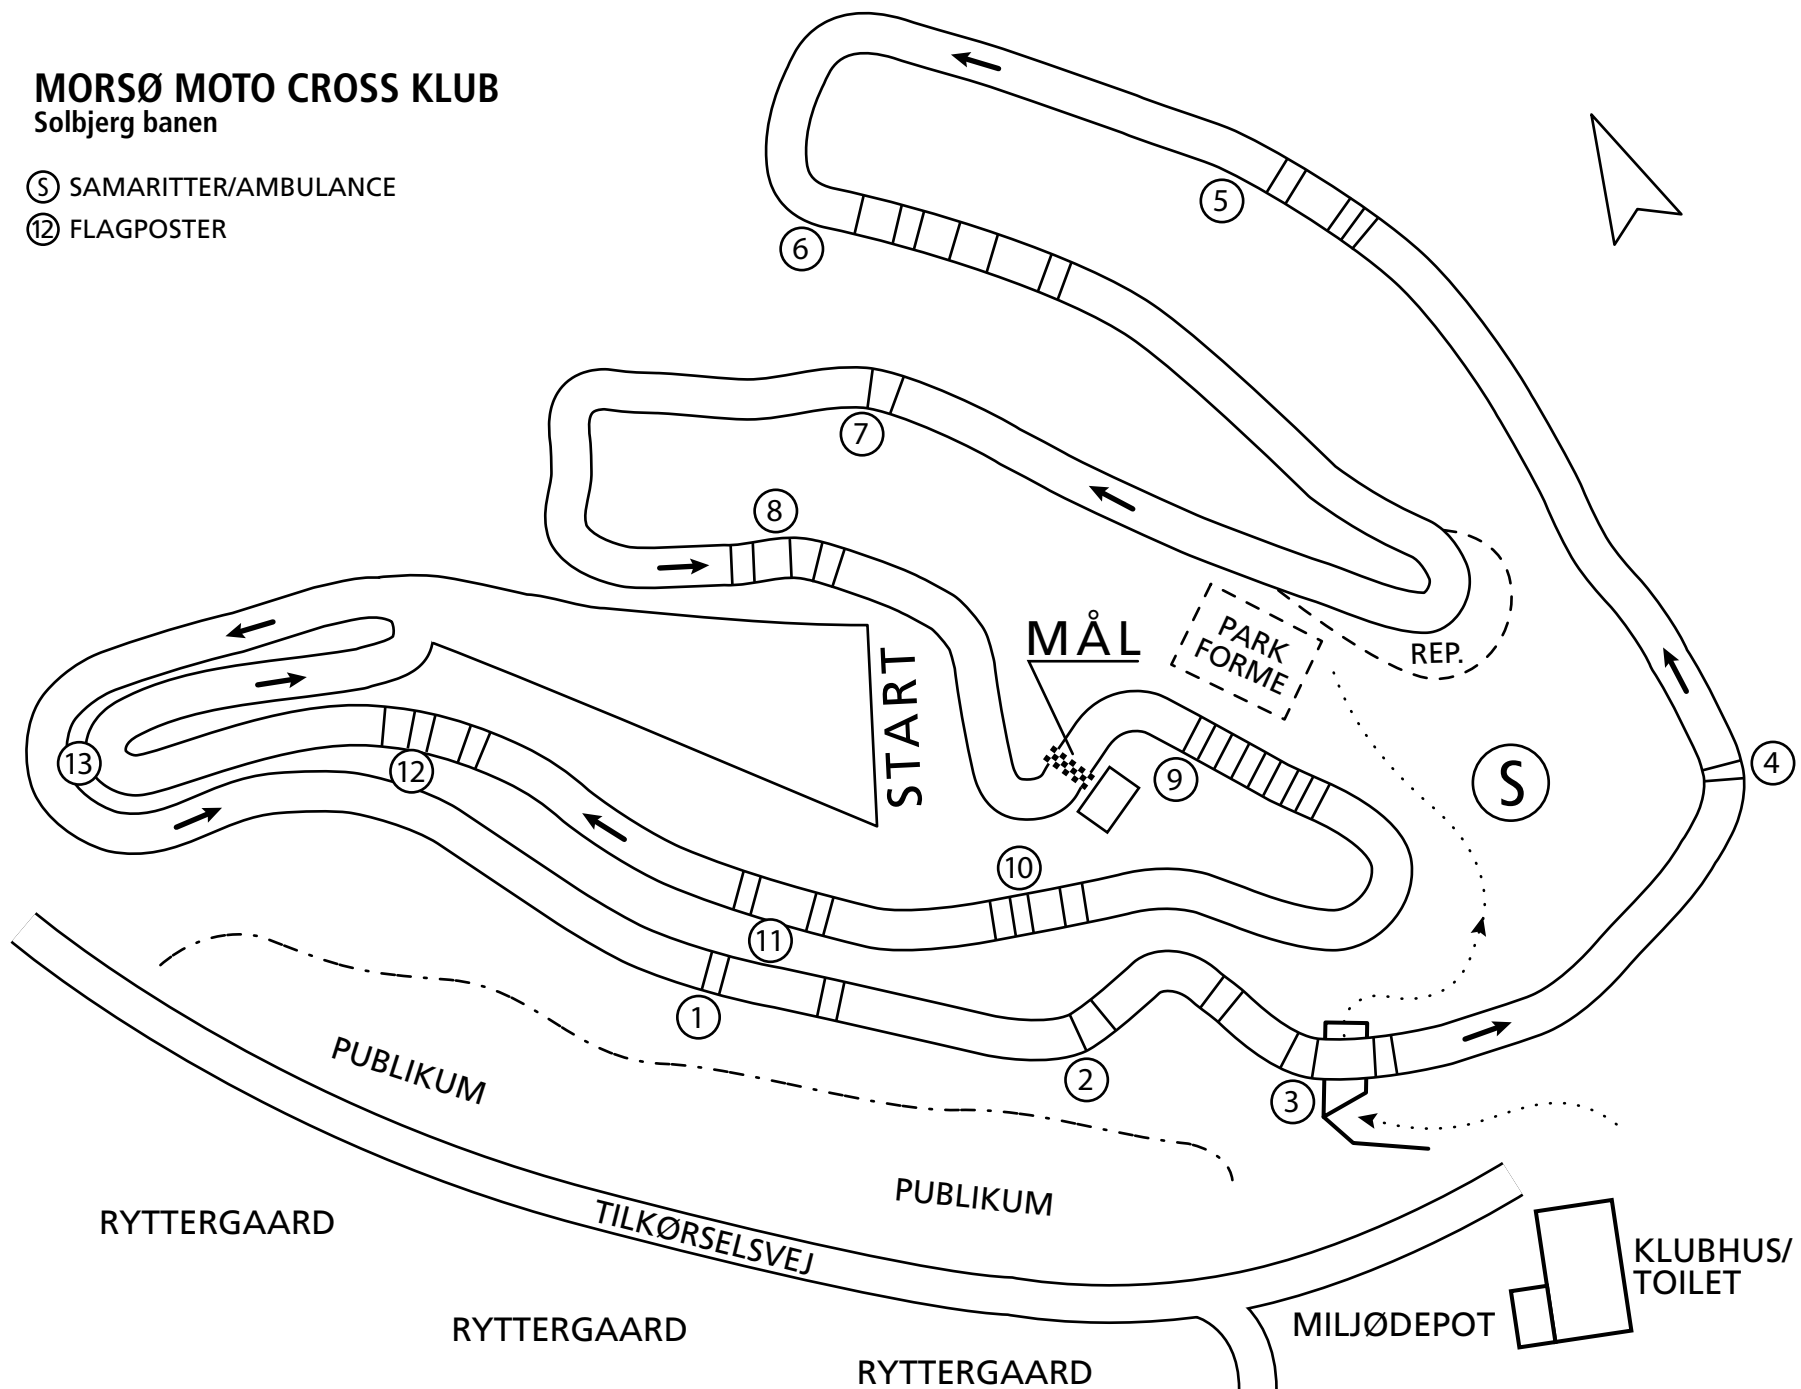 MORSØ MOTO CROSS KLUB
Solbjerg banen
S SAMARITTER/AMBULANCE
12 FLAGPOSTER
5
6
7
8
MÅL
PARK
FORME
REP.
START
13
12
9
S
4
10
11
1
2
3
PUBLIKUM
PUBLIKUM
TILKØRSELSVEJ
RYTTERGAARD
RYTTERGAARD
RYTTERGAARD
MILJØDEPOT
KLUBHUS/
TOILET